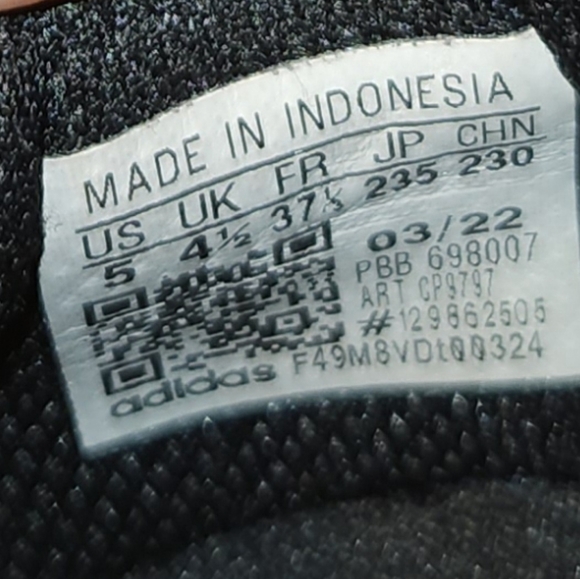 MADE IN INDONESIA
US UK FR JP CHN
5 4½ 37⅓ 235 230
03/22
PBB 698007
ART CP9797
#129862505
F49M8VDt00324
adidas